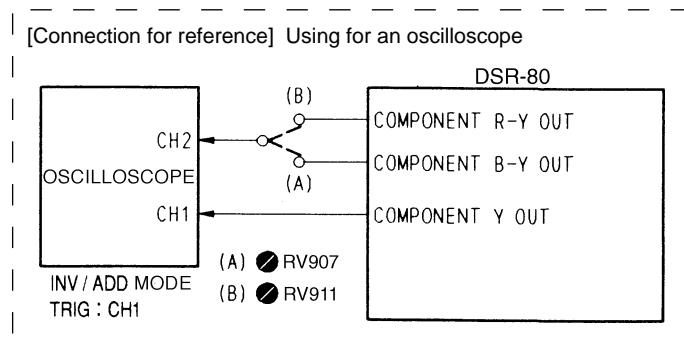 [Connection for reference] Using for an oscilloscope
DSR-80
(B)
COMPONENT R-Y OUT
CH2
COMPONENT B-Y OUT
OSCILLOSCOPE
(A)
CH1
COMPONENT Y OUT
(A) RV907
INV / ADD MODE
(B) RV911
TRIG : CH1